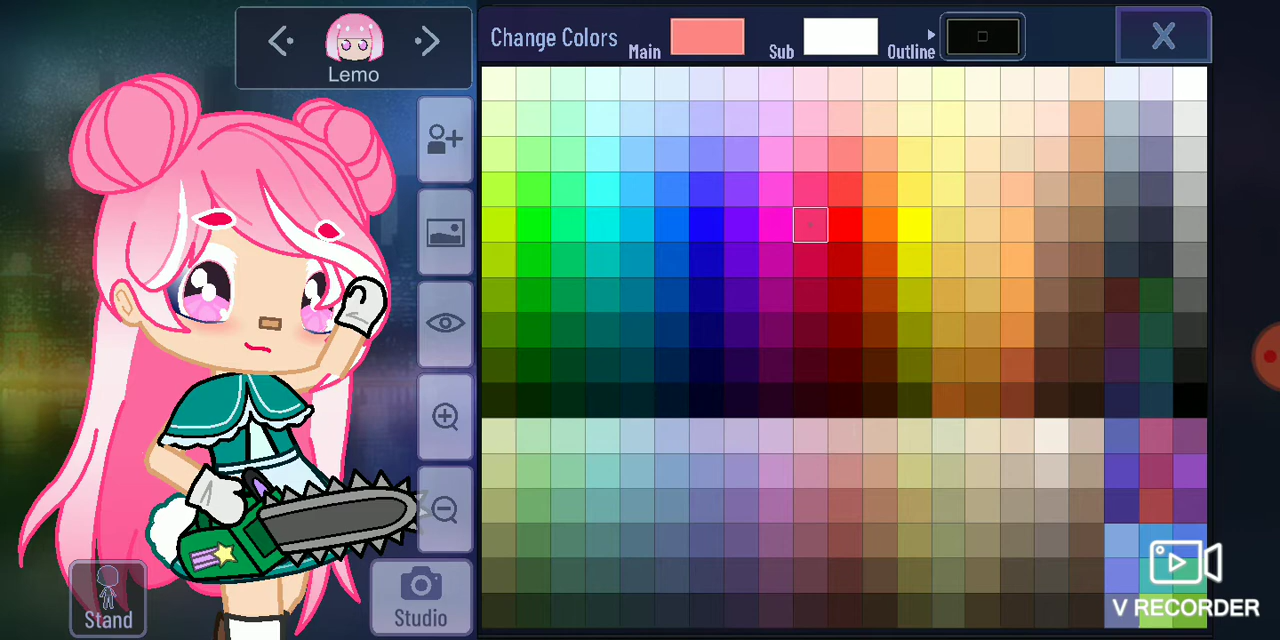 Lemo
Change Colors
Main
Sub
Outline
X
Stand
Studio
V RECORDER